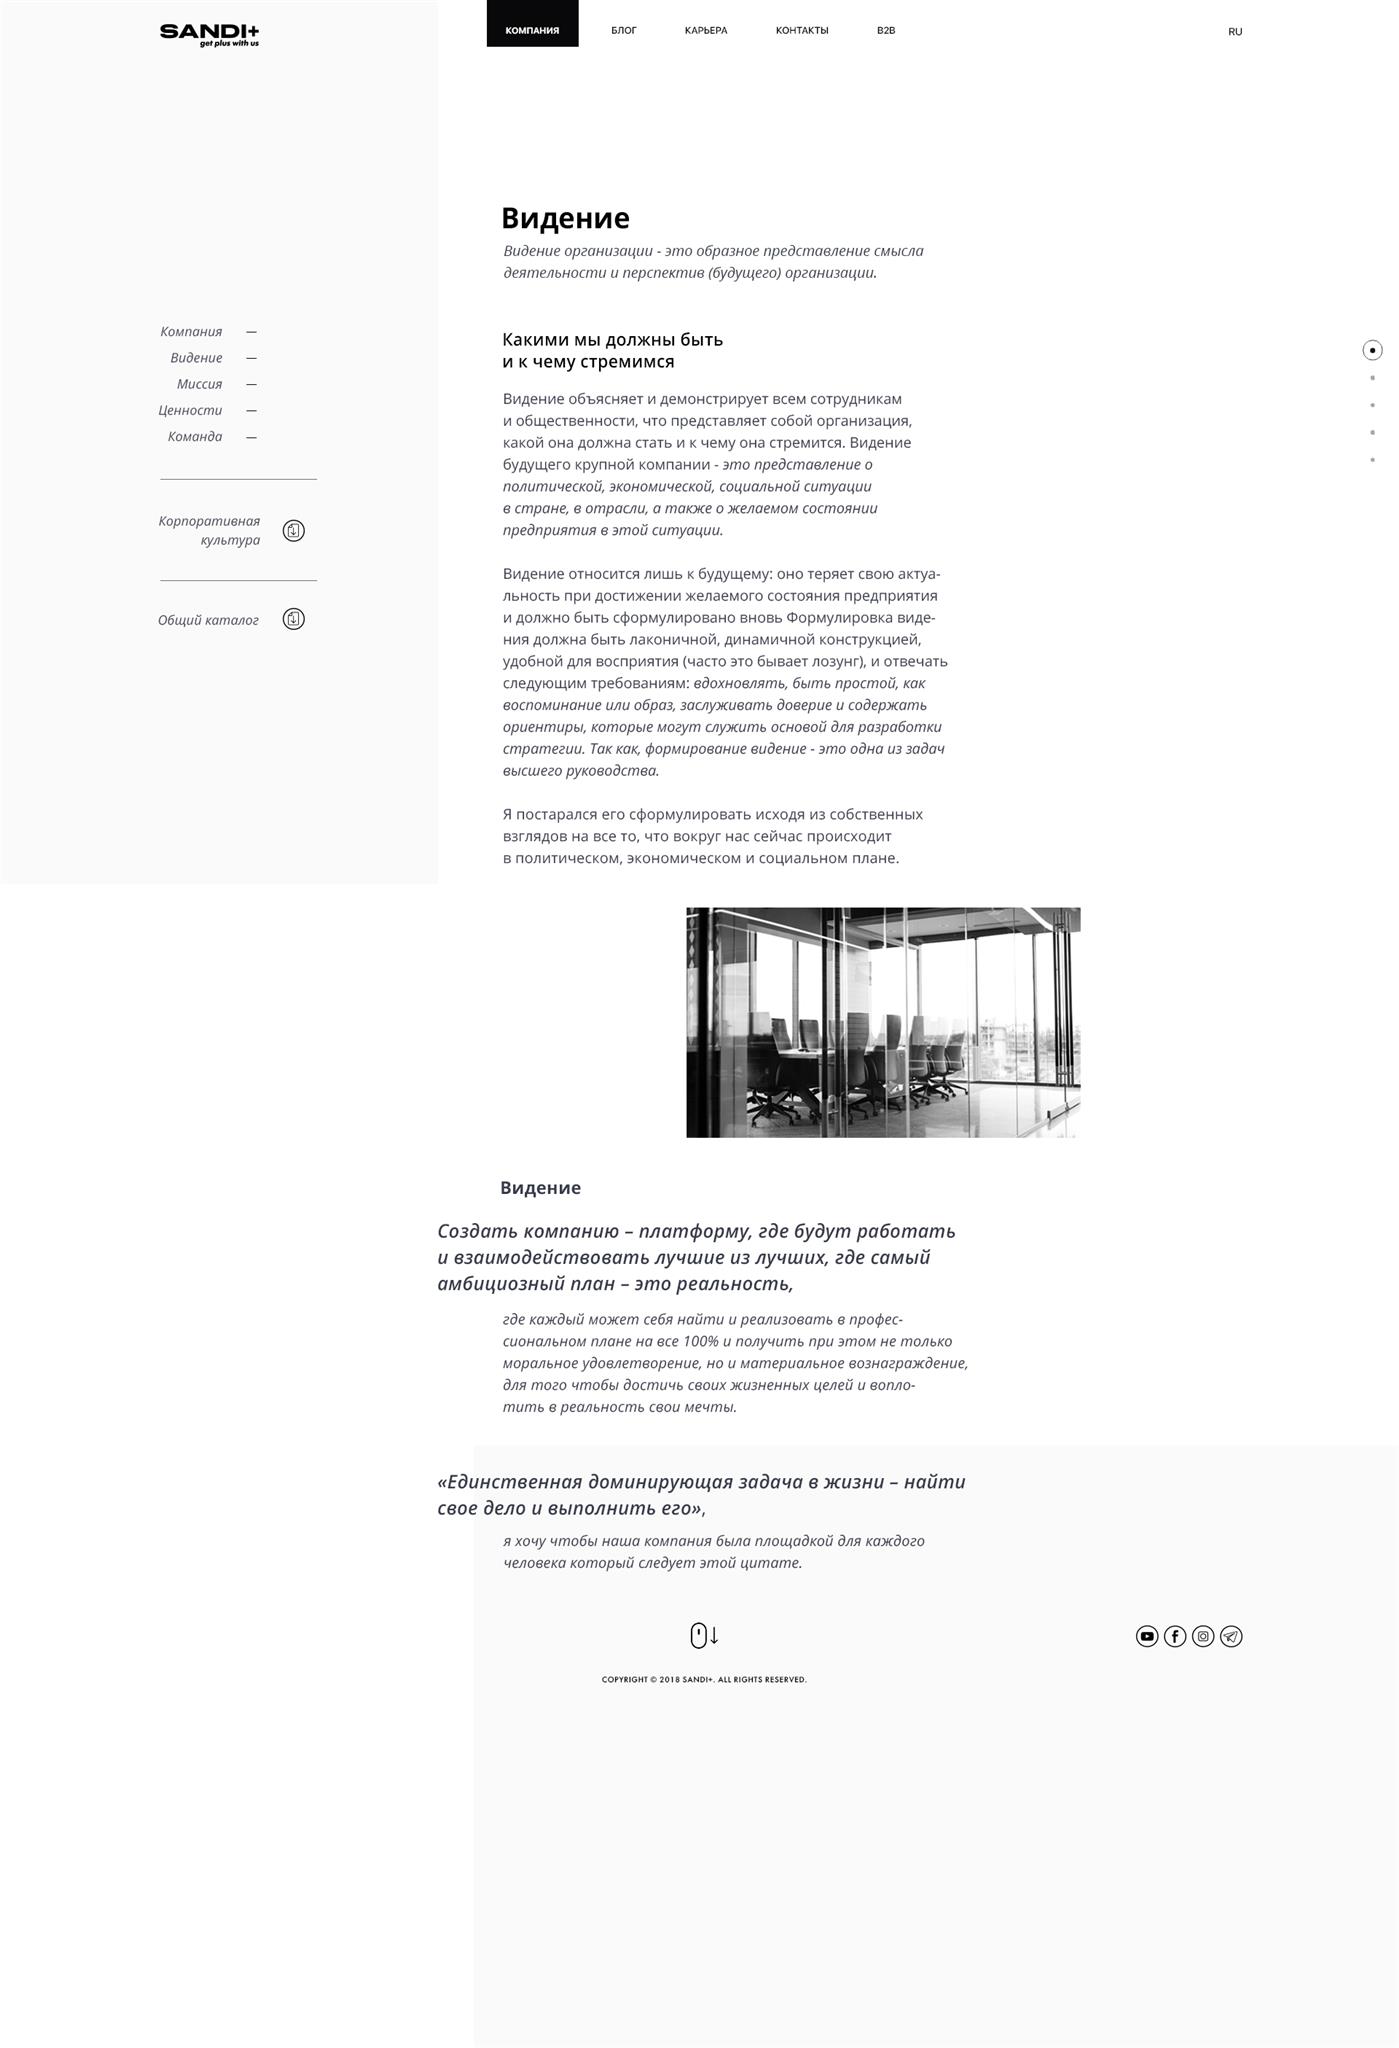 SANDI+
get plus with us
КОМПАНИЯ
БЛОГ
КАРЬЕРА
КОНТАКТЫ
B2B
RU
Компания —
Видение —
Миссия —
Ценности —
Команда —
Корпоративная
культура
Общий каталог
Видение
Видение организации - это образное представление смысла
деятельности и перспектив (будущего) организации.
Какими мы должны быть
и к чему стремимся
Видение объясняет и демонстрирует всем сотрудникам
и общественности, что представляет собой организация,
какой она должна стать и к чему она стремится. Видение
будущего крупной компании - это представление о
политической, экономической, социальной ситуации
в стране, в отрасли, а также о желаемом состоянии
предприятия в этой ситуации.
Видение относится лишь к будущему: оно теряет свою актуа-
льность при достижении желаемого состояния предприятия
и должно быть сформулировано вновь Формулировка виде-
ния должна быть лаконичной, динамичной конструкцией,
удобной для восприятия (часто это бывает лозунг), и отвечать
следующим требованиям: вдохновлять, быть простой, как
воспоминание или образ, заслуживать доверие и содержать
ориентиры, которые могут служить основой для разработки
стратегии. Так как, формирование видение - это одна из задач
высшего руководства.
Я постарался его сформулировать исходя из собственных
взглядов на все то, что вокруг нас сейчас происходит
в политическом, экономическом и социальном плане.
Видение
Создать компанию – платформу, где будут работать
и взаимодействовать лучшие из лучших, где самый
амбициозный план – это реальность,
где каждый может себя найти и реализовать в профес-
сиональном плане на все 100% и получить при этом не только
моральное удовлетворение, но и материальное вознаграждение,
для того чтобы достичь своих жизненных целей и вопло-
тить в реальность свои мечты.
«Единственная доминирующая задача в жизни – найти
свое дело и выполнить его»,
я хочу чтобы наша компания была площадкой для каждого
человека который следует этой цитате.
COPYRIGHT © 2018 SANDI+. ALL RIGHTS RESERVED.